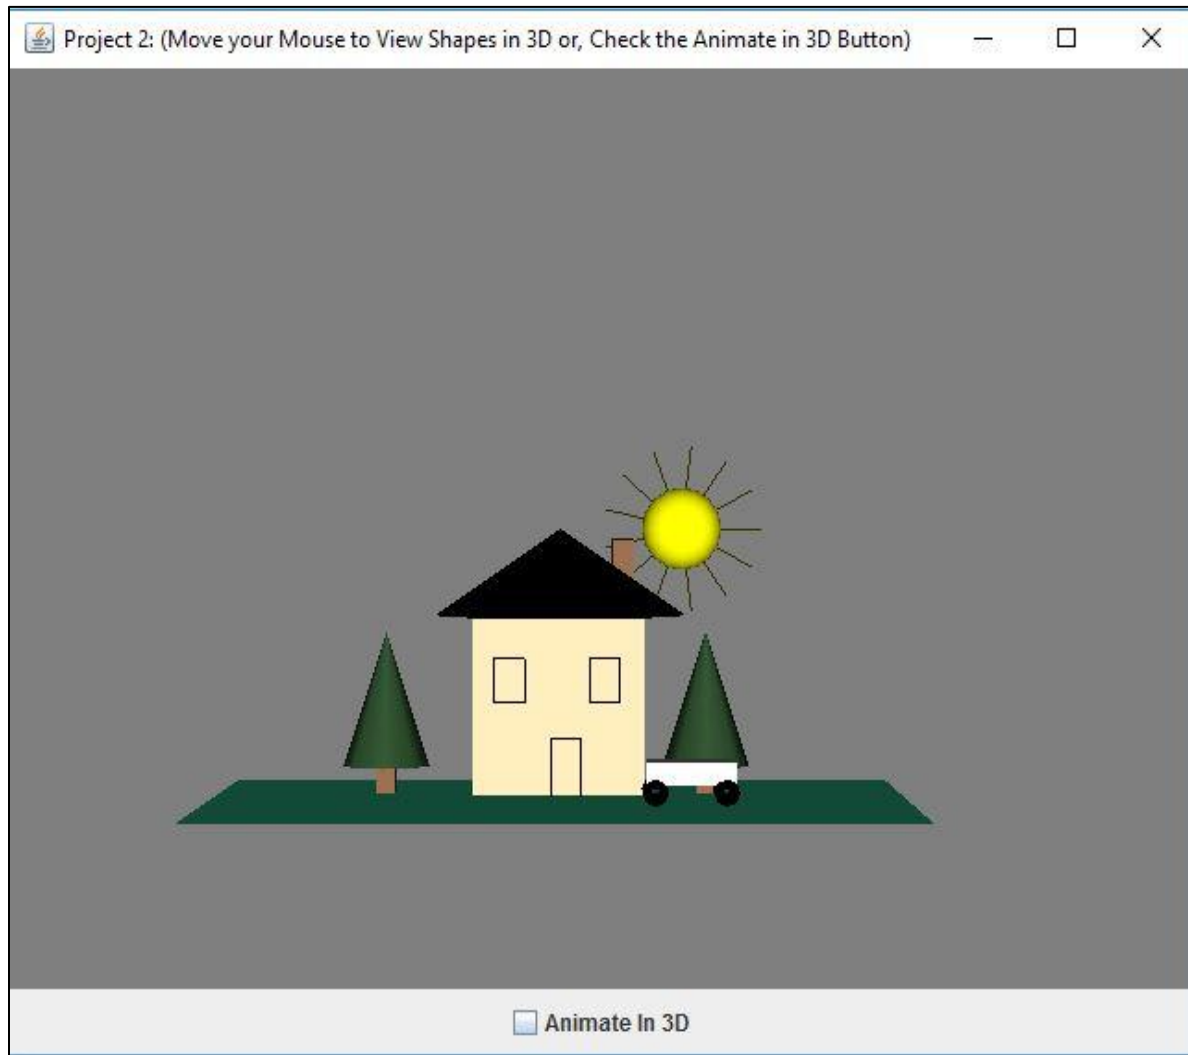 Project 2: (Move your Mouse to View Shapes in 3D or, Check the Animate in 3D Button)
Animate In 3D